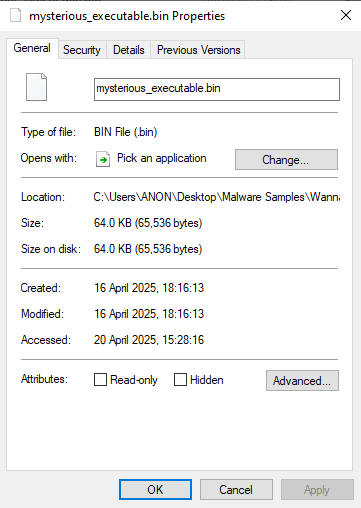 mysterious_executable.bin Properties
General Security Details Previous Versions
mysterious_executable.bin
Type of file: BIN File (.bin)
Opens with: Pick an application Change...
Location: C:\Users\ANON\Desktop\Malware Samples\Wanna
Size: 64.0 KB (65,536 bytes)
Size on disk: 64.0 KB (65,536 bytes)
Created: 16 April 2025, 18:16:13
Modified: 16 April 2025, 18:16:13
Accessed: 20 April 2025, 15:28:16
Attributes: Read-only Hidden Advanced...
OK Cancel Apply